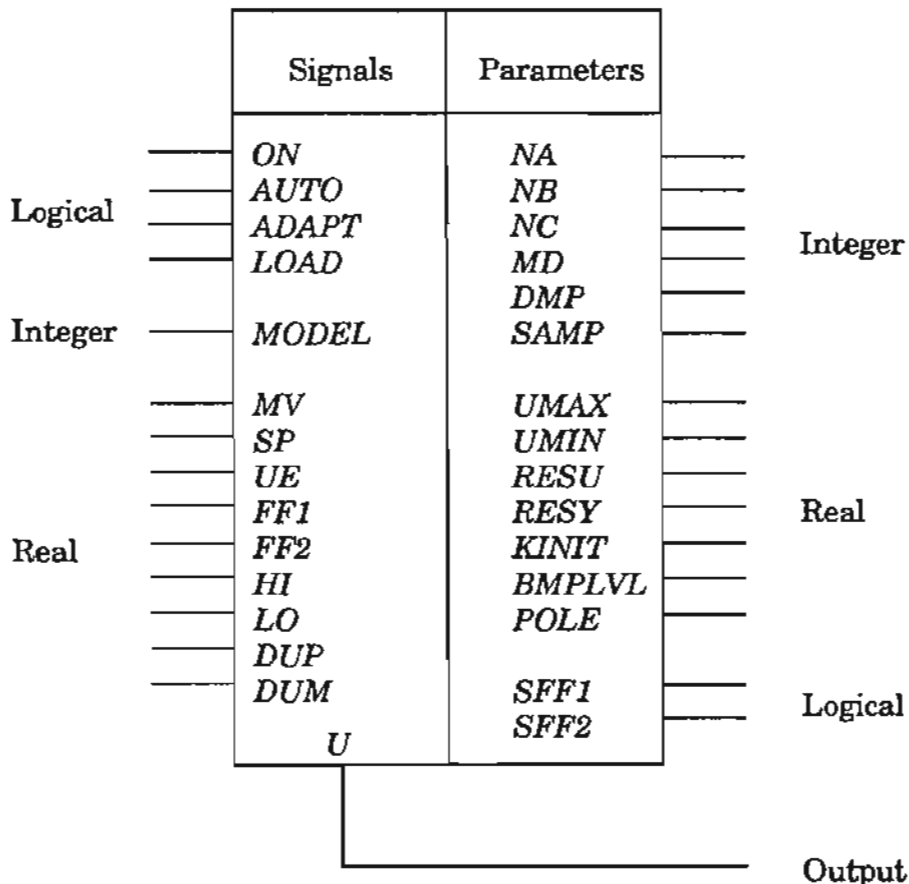 Signals Parameters
ON NA
AUTO NB
Logical
ADAPT NC
Integer
LOAD MD
DMP
Integer MODEL SAMP
MV UMAX
SP UMIN
UE RESU
FF1 RESY
Real
Real
FF2 KINIT
HI BMPLVL
LO POLE
DUP
DUM SFF1
Logical
SFF2
U
Output